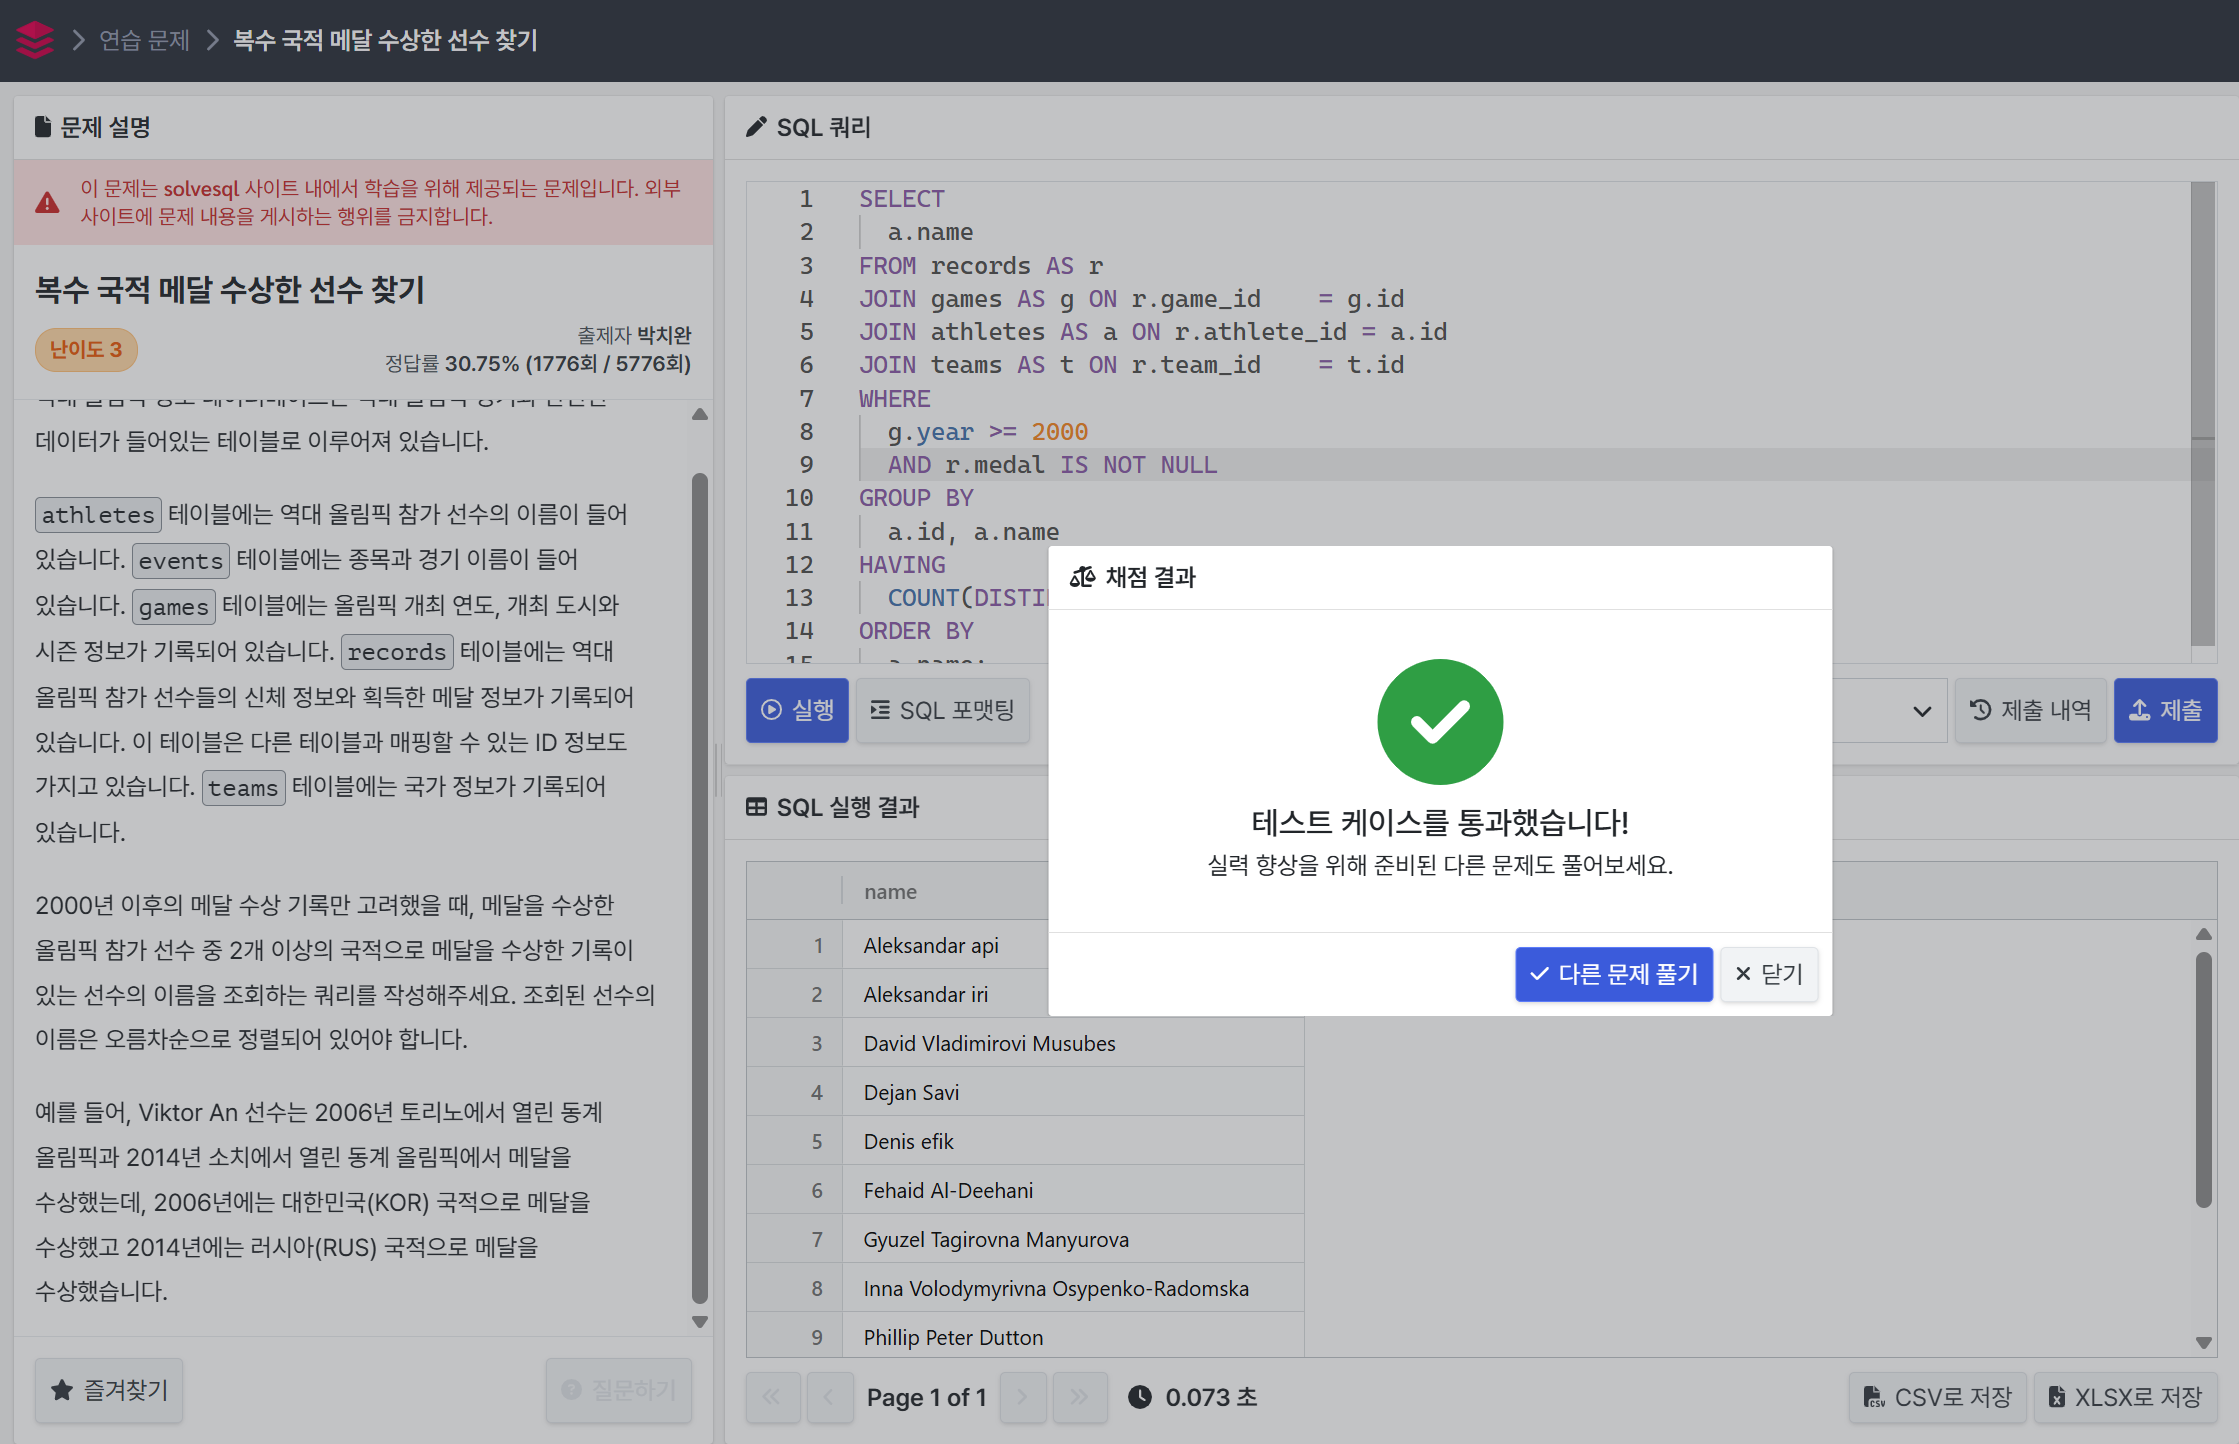 연습 문제
복수 국적 메달 수상한 선수 찾기
문제 설명
이 문제는 solvesql 사이트 내에서 학습을 위해 제공되는 문제입니다. 외부
사이트에 문제 내용을 게시하는 행위를 금지합니다.
복수 국적 메달 수상한 선수 찾기
난이도 3
출제자 박치완
정답률 30.75% (1776회 / 5776회)
데이터가 들어있는 테이블로 이루어져 있습니다.
athletes 테이블에는 역대 올림픽 참가 선수의 이름이 들어
있습니다. events 테이블에는 종목과 경기 이름이 들어
있습니다. games 테이블에는 올림픽 개최 연도, 개최 도시와
시즌 정보가 기록되어 있습니다. records 테이블에는 역대
올림픽 참가 선수들의 신체 정보와 획득한 메달 정보가 기록되어
있습니다. 이 테이블은 다른 테이블과 매핑할 수 있는 ID 정보도
가지고 있습니다. teams 테이블에는 국가 정보가 기록되어
있습니다.
2000년 이후의 메달 수상 기록만 고려했을 때, 메달을 수상한
올림픽 참가 선수 중 2개 이상의 국적으로 메달을 수상한 기록이
있는 선수의 이름을 조회하는 쿼리를 작성해주세요. 조회된 선수의
이름은 오름차순으로 정렬되어 있어야 합니다.
예를 들어, Viktor An 선수는 2006년 토리노에서 열린 동계
올림픽과 2014년 소치에서 열린 동계 올림픽에서 메달을
수상했는데, 2006년에는 대한민국(KOR) 국적으로 메달을
수상했고 2014년에는 러시아(RUS) 국적으로 메달을
수상했습니다.
즐겨찾기
질문하기
SQL 쿼리
1 SELECT
2 a.name
3 FROM records AS r
4 JOIN games AS g ON r.game_id    = g.id
5 JOIN athletes AS a ON r.athlete_id = a.id
6 JOIN teams AS t ON r.team_id    = t.id
7 WHERE
8 g.year >= 2000
9 AND r.medal IS NOT NULL
10 GROUP BY
11 a.id, a.name
12 HAVING
13 COUNT(DISTI
14 ORDER BY
15 a.name;
실행
SQL 포맷팅
제출 내역
제출
채점 결과
테스트 케이스를 통과했습니다!
실력 향상을 위해 준비된 다른 문제도 풀어보세요.
다른 문제 풀기
닫기
SQL 실행 결과
name
1 Aleksandar api
2 Aleksandar iri
3 David Vladimirovi Musubes
4 Dejan Savi
5 Denis efik
6 Fehaid Al-Deehani
7 Gyuzel Tagirovna Manyurova
8 Inna Volodymyrivna Osypenko-Radomska
9 Phillip Peter Dutton
Page 1 of 1
0.073 초
CSV로 저장
XLSX로 저장